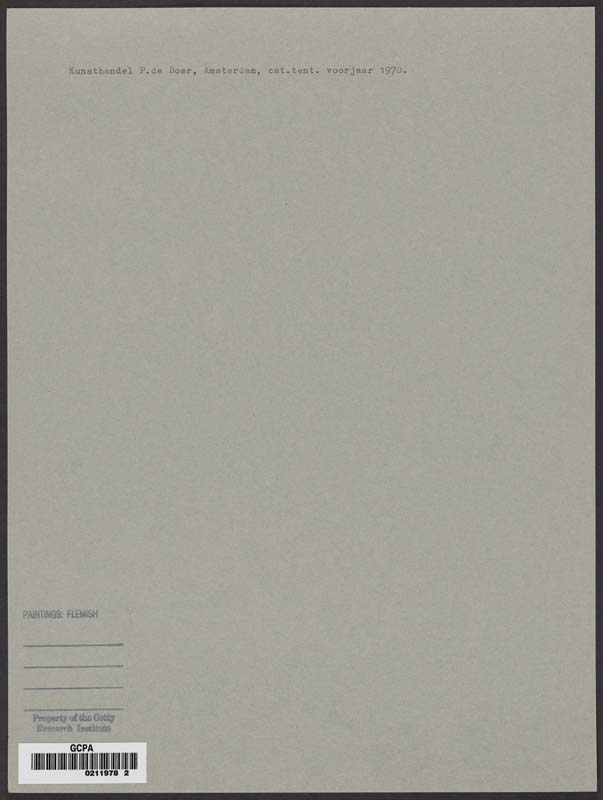 Kunsthandel P.de Boer, Amsterdam, cat.tent. voorjaar 1970.
PAINTINGS: FLEMISH
Property of the Getty
Research Institute
GCPA
0211978 2